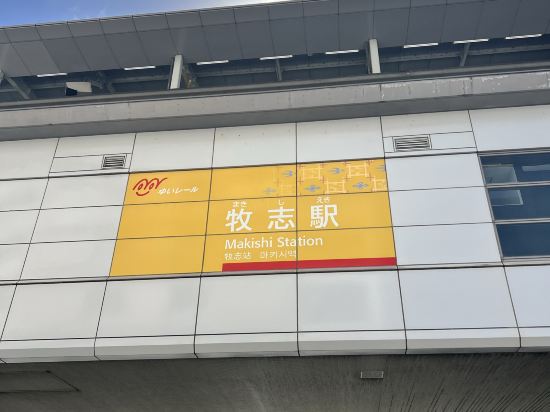 ゆいレール
まき し えき
牧志駅
Makishi Station
牧志站 마키시역